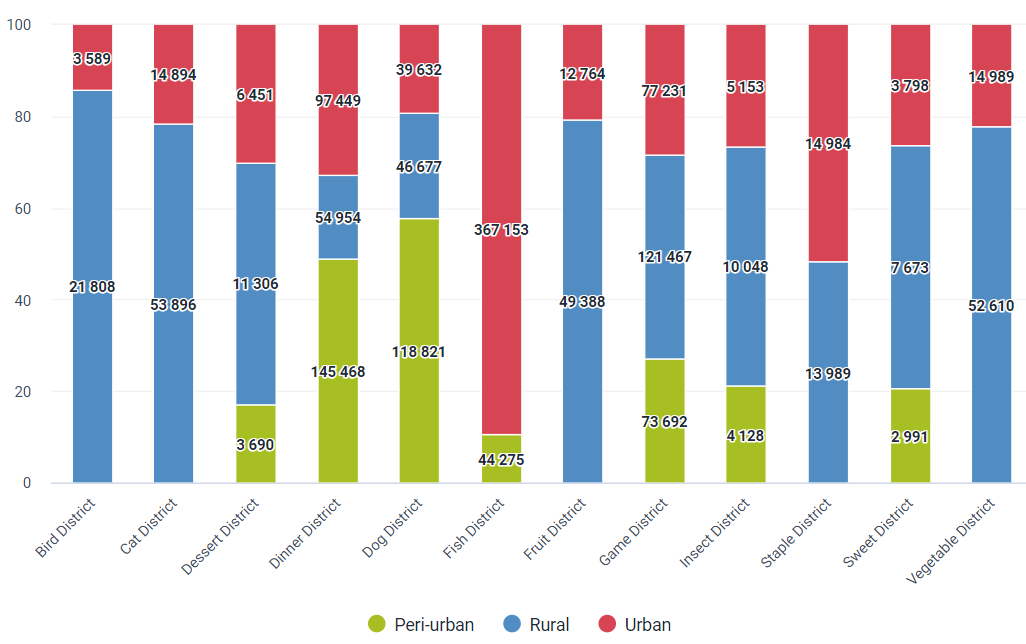 100
80
60
40
20
0
3 589
21 808
14 894
53 896
6 451
11 306
3 690
97 449
54 954
145 468
39 632
46 677
118 821
367 153
44 275
12 764
49 388
77 231
121 467
73 692
5 153
10 048
4 128
14 984
13 989
3 798
7 673
2 991
14 989
52 610
Bird District
Cat District
Dessert District
Dinner District
Dog District
Fish District
Fruit District
Game District
Insect District
Staple District
Sweet District
Vegetable District
Peri-urban
Rural
Urban